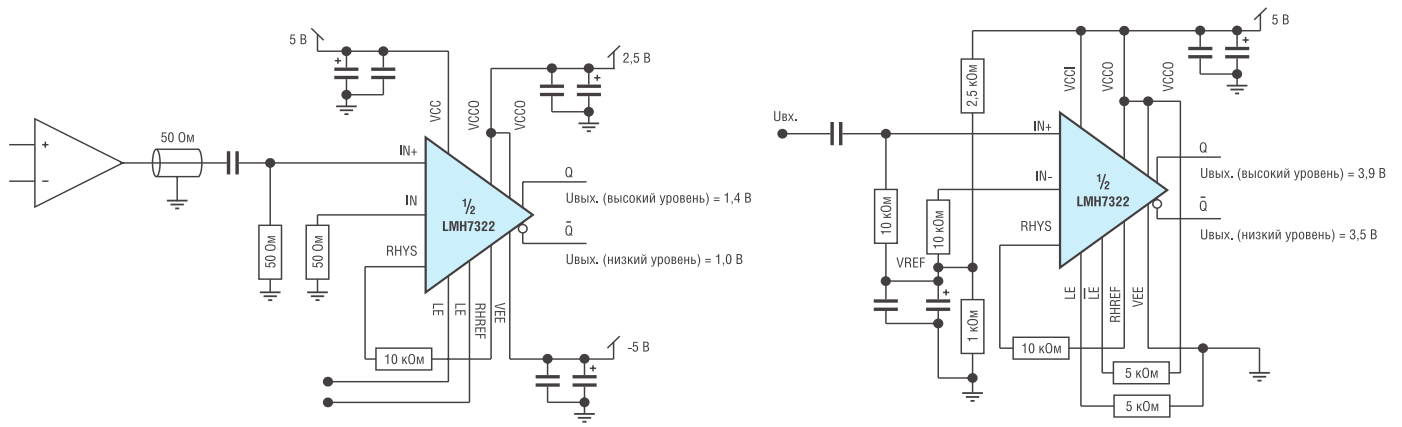 5 В
2,5 В
VCC
VCCO
VCCO
50 Ом
+
−
IN+
IN
RHYS
1/2
LMH7322
Q
Uвых. (высокий уровень) = 1,4 В
Q̄
Uвых. (низкий уровень) = 1,0 В
50 Ом
50 Ом
LE
LE
RHREF
VEE
10 кОм
-5 В
+
+
+
5 В
+
2,5 кОм
VCCI
VCCO
VCCO
Uвх.
IN+
IN-
RHYS
1/2
LMH7322
Q
Uвых. (высокий уровень) = 3,9 В
Q̄
Uвых. (низкий уровень) = 3,5 В
10 кОм
10 кОм
VREF
+
1 кОм
LE
LE
RHREF
VEE
10 кОм
5 кОм
5 кОм